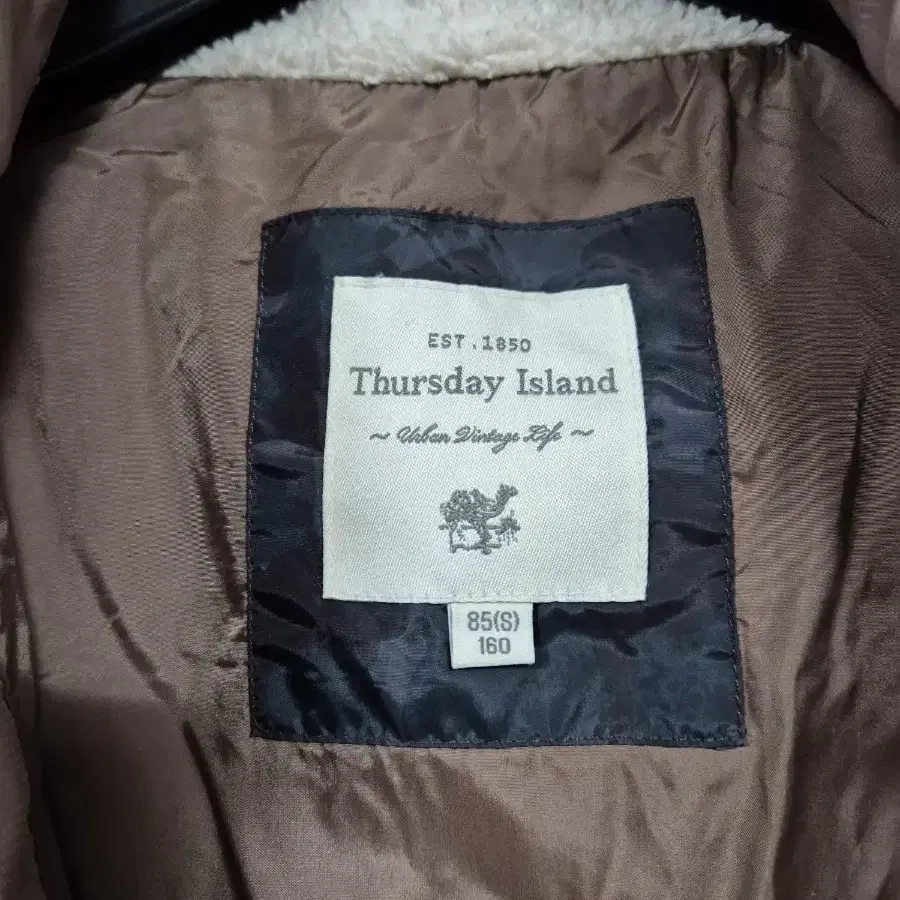 EST.1850
Thursday Island
~ Urban Vintage Life ~
85(S)
160